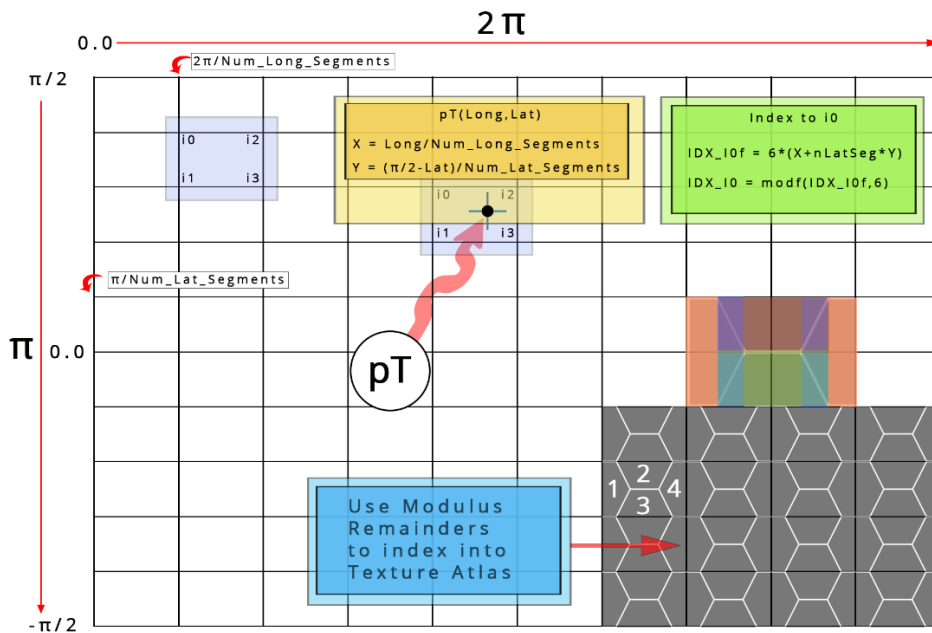 2π
0.0
2π/Num_Long_Segments
π/2
pT(Long,Lat)
X = Long/Num_Long_Segments
Y = (π/2-Lat)/Num_Lat_Segments
Index to i0
IDX_I0f = 6*(X+nLatSeg*Y)
IDX_I0 = modf(IDX_I0f,6)
i0 i2
i1 i3
i0 i2
i1 i3
π/Num_Lat_Segments
π
0.0
pT
1 2 3 4
Use Modulus
Remainders
to index into
Texture Atlas
-π/2